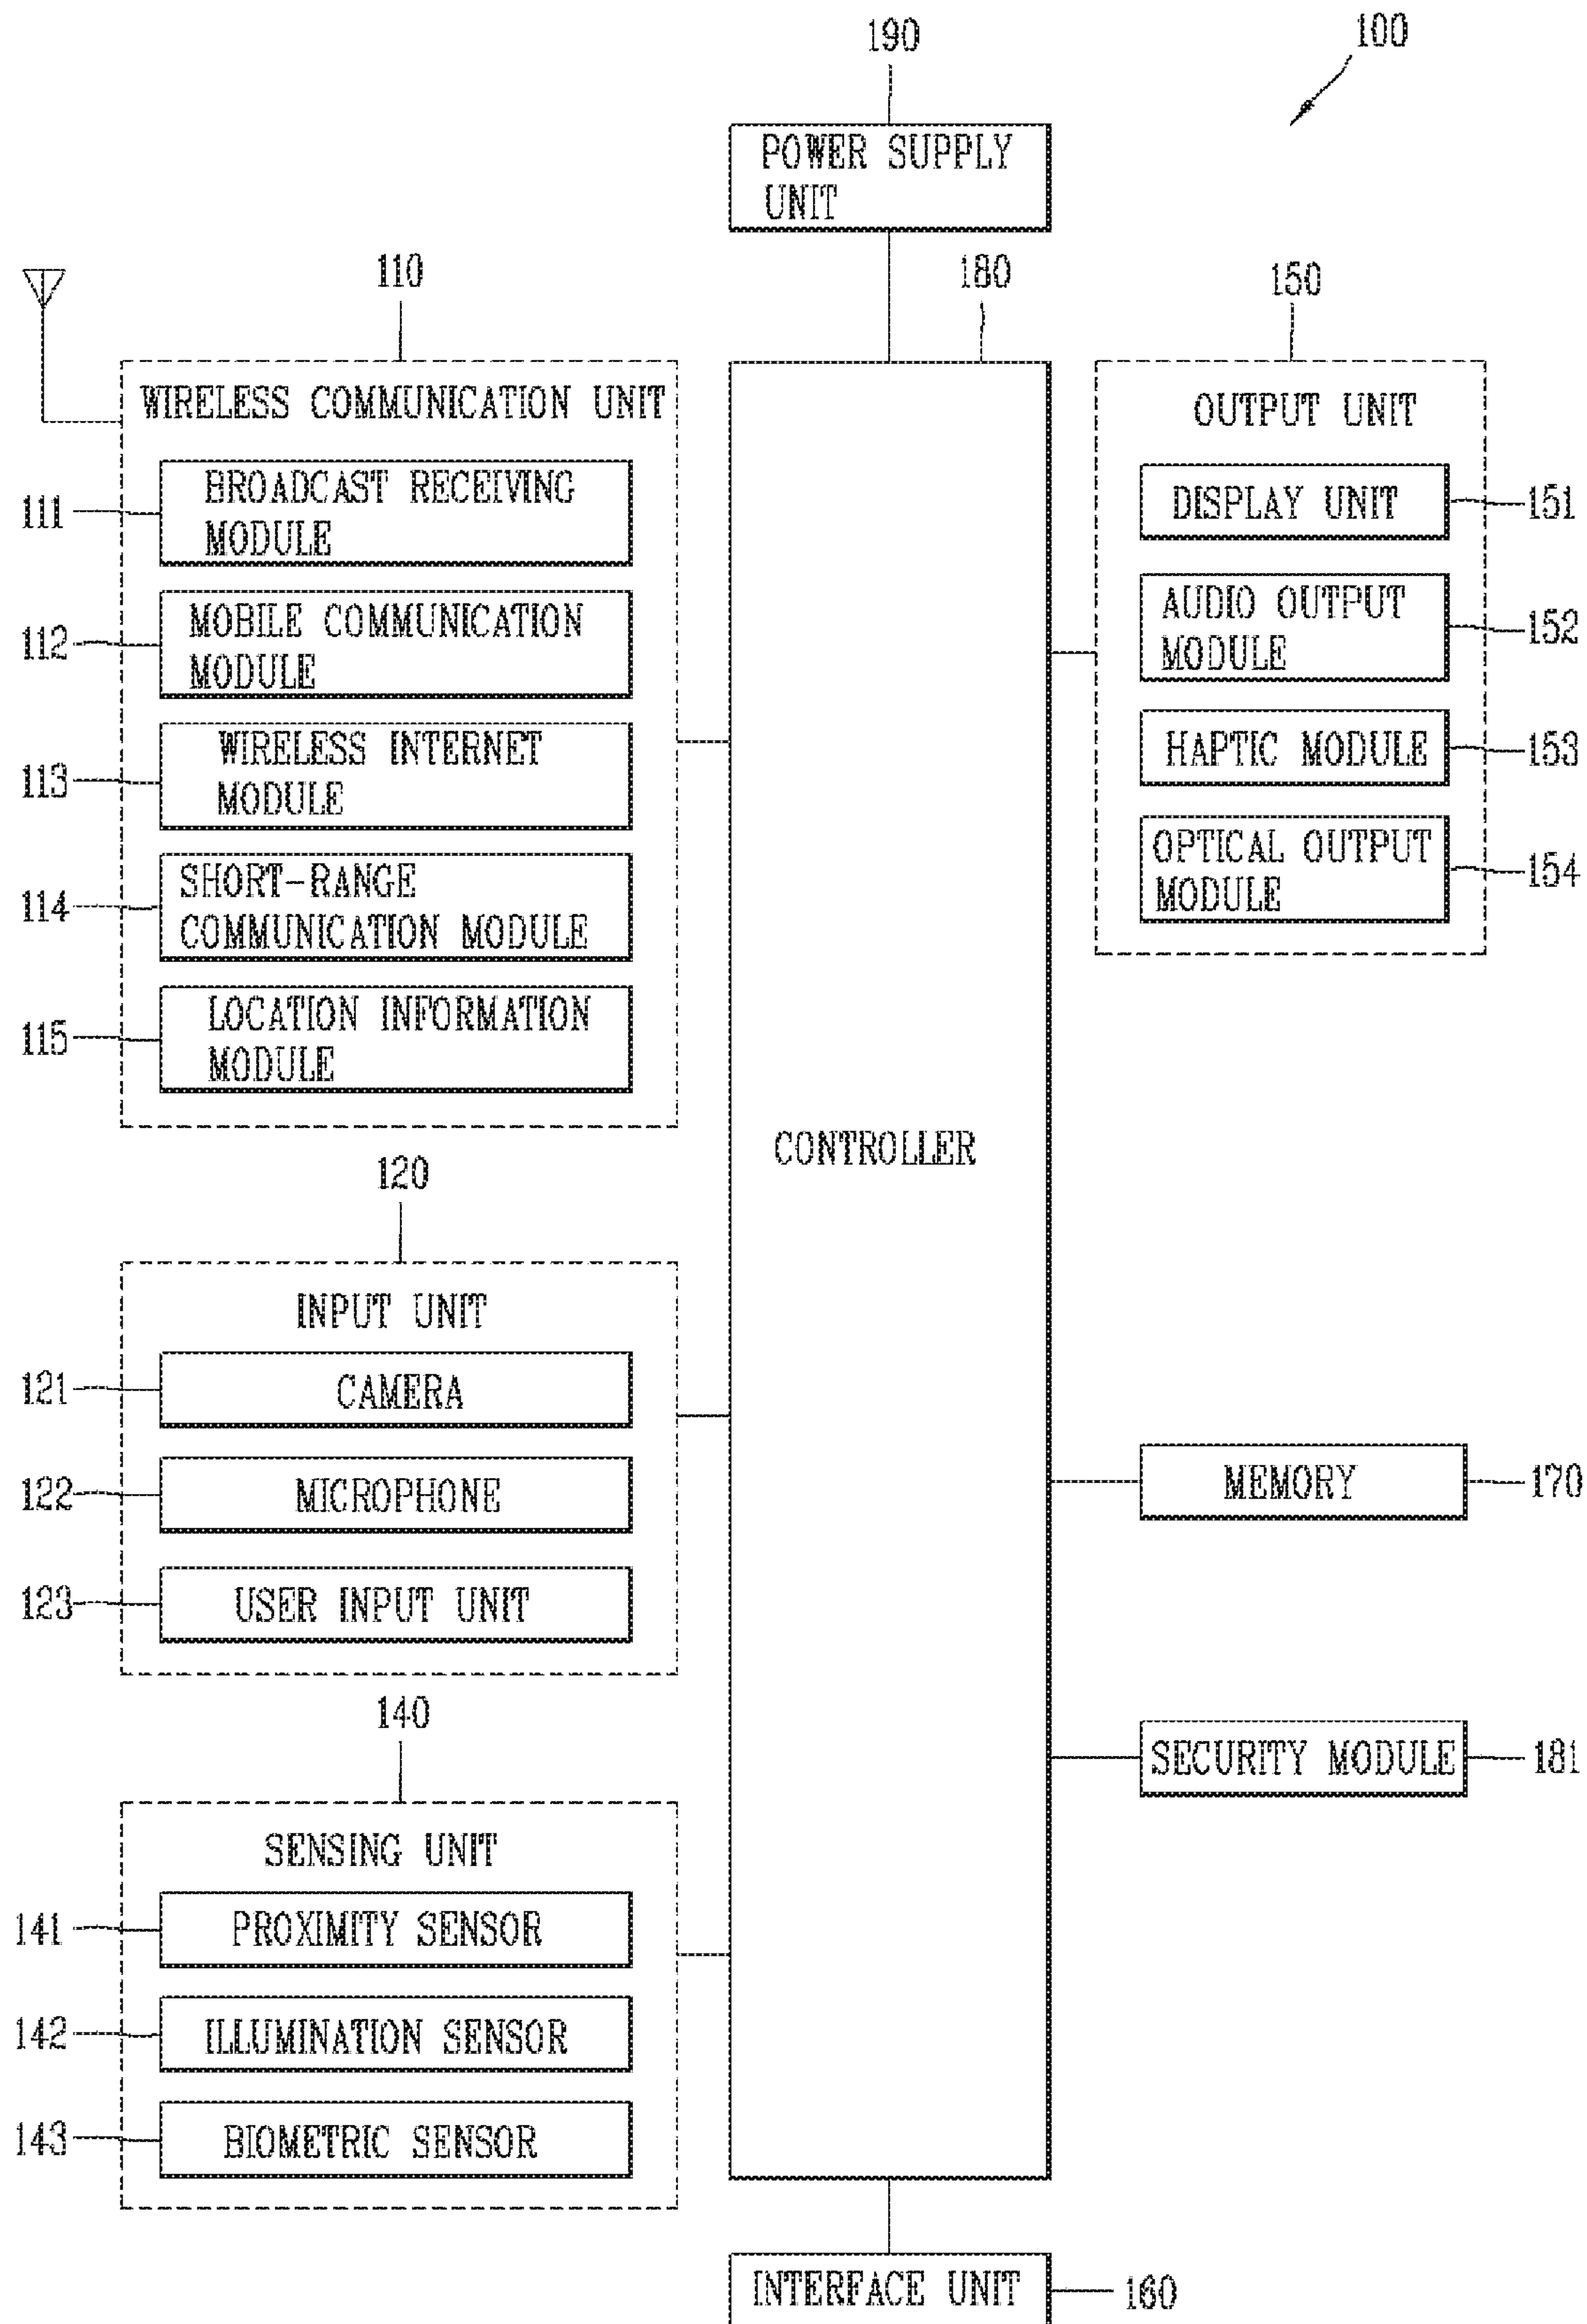 190
100
POWER SUPPLY
UNIT
110
180
150
WIRELESS COMMUNICATION UNIT
111
BROADCAST RECEIVING
MODULE
112
MOBILE COMMUNICATION
MODULE
113
WIRELESS INTERNET
MODULE
114
SHORT-RANGE
COMMUNICATION MODULE
115
LOCATION INFORMATION
MODULE
OUTPUT UNIT
DISPLAY UNIT
151
AUDIO OUTPUT
MODULE
152
HAPTIC MODULE
153
OPTICAL OUTPUT
MODULE
154
CONTROLLER
120
INPUT UNIT
121
CAMERA
122
MICROPHONE
123
USER INPUT UNIT
MEMORY
170
140
SENSING UNIT
141
PROXIMITY SENSOR
142
ILLUMINATION SENSOR
143
BIOMETRIC SENSOR
SECURITY MODULE
181
INTERFACE UNIT
160